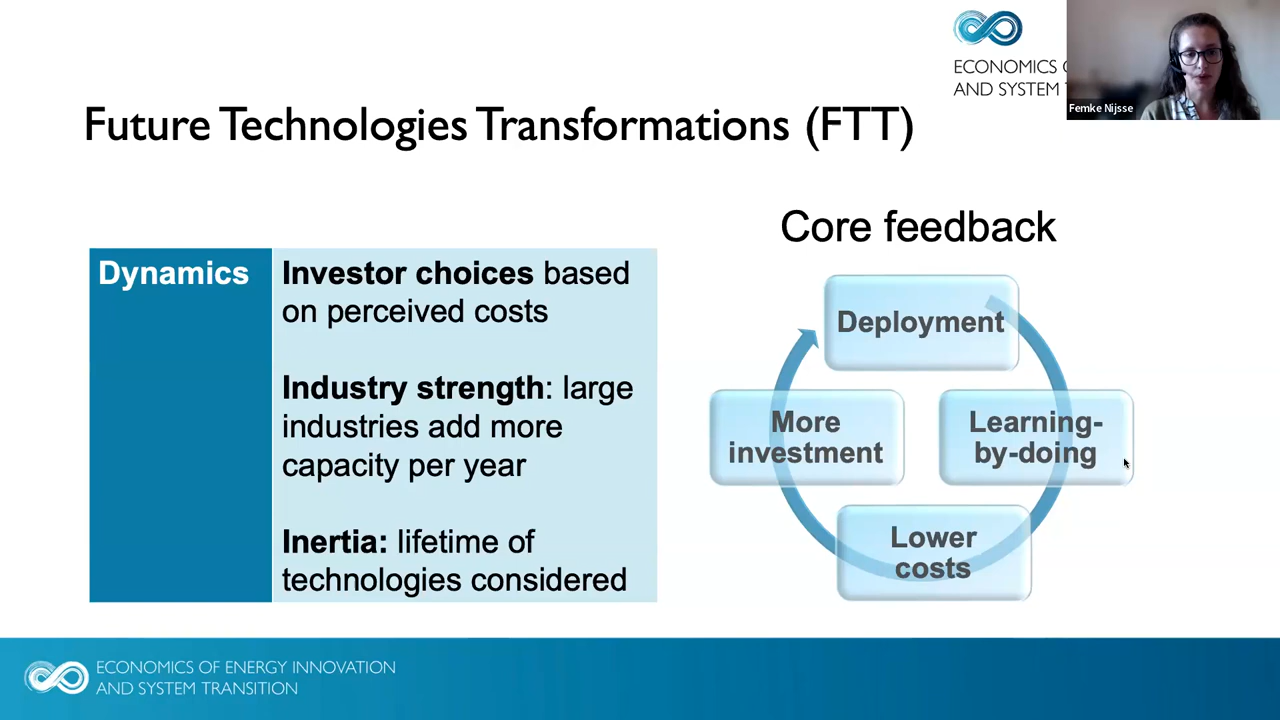 ECONOMICS
AND SYSTEM
Femke Nijsse
Future Technologies Transformations (FTT)
Dynamics
Investor choices based
on perceived costs
Industry strength: large
industries add more
capacity per year
Inertia: lifetime of
technologies considered
Core feedback
Deployment
Learning-
by-doing
Lower
costs
More
investment
ECONOMICS OF ENERGY INNOVATION
AND SYSTEM TRANSITION